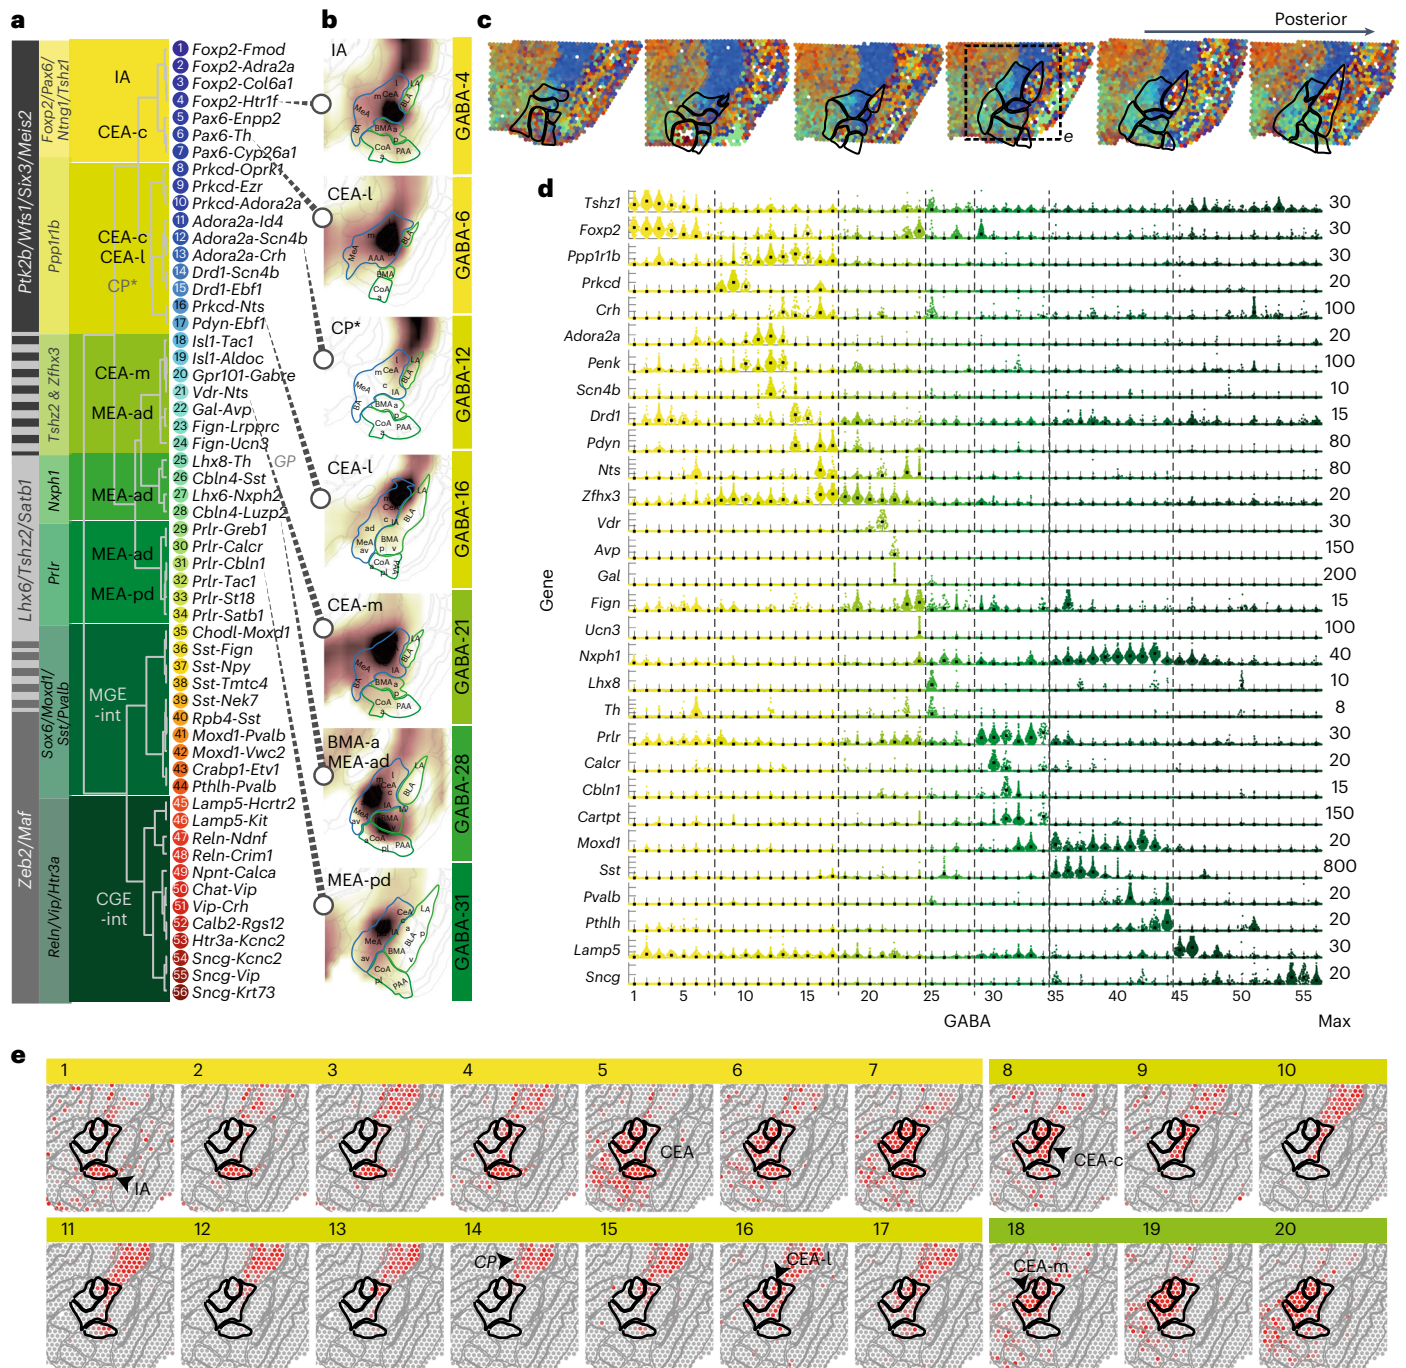 a
Ptk2b/Wfs1/Six3/Meis2
Lhx6/Tshz2/Satb1
Zeb2/Maf
Foxp2/Pax6/
Ntng1/Tshz1
Ppp1r1b
Tshz2 & Zfhx3
Nxph1
Prlr
Sox6/Moxd1/
Sst/Pvalb
Reln/Vip/Htr3a
IA
CEA-c
CEA-c
CEA-l
CP*
CEA-m
MEA-ad
MEA-ad
MEA-ad
MEA-pd
MGE
-int
CGE
-int
1 Foxp2-Fmod
2 Foxp2-Adra2a
3 Foxp2-Col6a1
4 Foxp2-Htr1f
5 Pax6-Enpp2
6 Pax6-Th
7 Pax6-Cyp26a1
8 Prkcd-Oprk1
9 Prkcd-Ezr
10 Prkcd-Adora2a
11 Adora2a-Id4
12 Adora2a-Scn4b
13 Adora2a-Crh
14 Drd1-Scn4b
15 Drd1-Ebf1
16 Prkcd-Nts
17 Pdyn-Ebf1
18 Isl1-Tac1
19 Isl1-Aldoc
20 Gpr101-Gabre
21 Vdr-Nts
22 Gal-Avp
23 Fign-Lrpprc
24 Fign-Ucn3
25 Lhx8-Th
GP
26 Cbln4-Sst
27 Lhx6-Nxph2
28 Cbln4-Luzp2
29 Prlr-Greb1
30 Prlr-Calcr
31 Prlr-Cbln1
32 Prlr-Tac1
33 Prlr-St18
34 Prlr-Satb1
35 Chodl-Moxd1
36 Sst-Fign
37 Sst-Npy
38 Sst-Tmtc4
39 Sst-Nek7
40 Rpb4-Sst
41 Moxd1-Pvalb
42 Moxd1-Vwc2
43 Crabp1-Etv1
44 Pthlh-Pvalb
45 Lamp5-Hcrtr2
46 Lamp5-Kit
47 Reln-Ndnf
48 Reln-Crim1
49 Npnt-Calca
50 Chat-Vip
51 Vip-Crh
52 Calb2-Rgs12
53 Htr3a-Kcnc2
54 Sncg-Kcnc2
55 Sncg-Vip
56 Sncg-Krt73
b
IA
GABA-4
CEA-l
GABA-6
CP*
GABA-12
CEA-l
GABA-16
CEA-m
GABA-21
BMA-a
MEA-ad
GABA-28
MEA-pd
GABA-31
c
Posterior
e
d
Gene
Tshz1 30
Foxp2 30
Ppp1r1b 30
Prkcd 20
Crh 100
Adora2a 20
Penk 100
Scn4b 10
Drd1 15
Pdyn 80
Nts 80
Zfhx3 20
Vdr 30
Avp 150
Gal 200
Fign 15
Ucn3 100
Nxph1 40
Lhx8 10
Th 8
Prlr 30
Calcr 20
Cbln1 15
Cartpt 150
Moxd1 20
Sst 800
Pvalb 20
Pthlh 20
Lamp5 30
Sncg 20
1 5 10 15 20 25 30 35 40 45 50 55
GABA Max
e
1 2 3 4 5 6 7 8 9 10
IA
CEA
CEA-c
11 12 13 14 15 16 17 18 19 20
CP
CEA-l
CEA-m